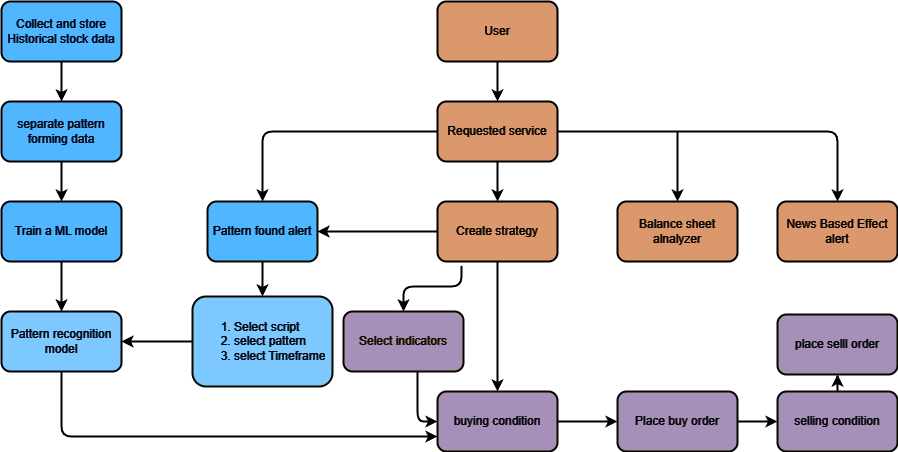 Collect and store
Historical stock data
User
separate pattern
forming data
Requested service
Train a ML model
Pattern found alert
Create strategy
Balance sheet
alnalyzer
News Based Effect
alert
Pattern recognition
model
1. Select script
2. select pattern
3. select Timeframe
Select indicators
place selll order
buying condition
Place buy order
selling condition